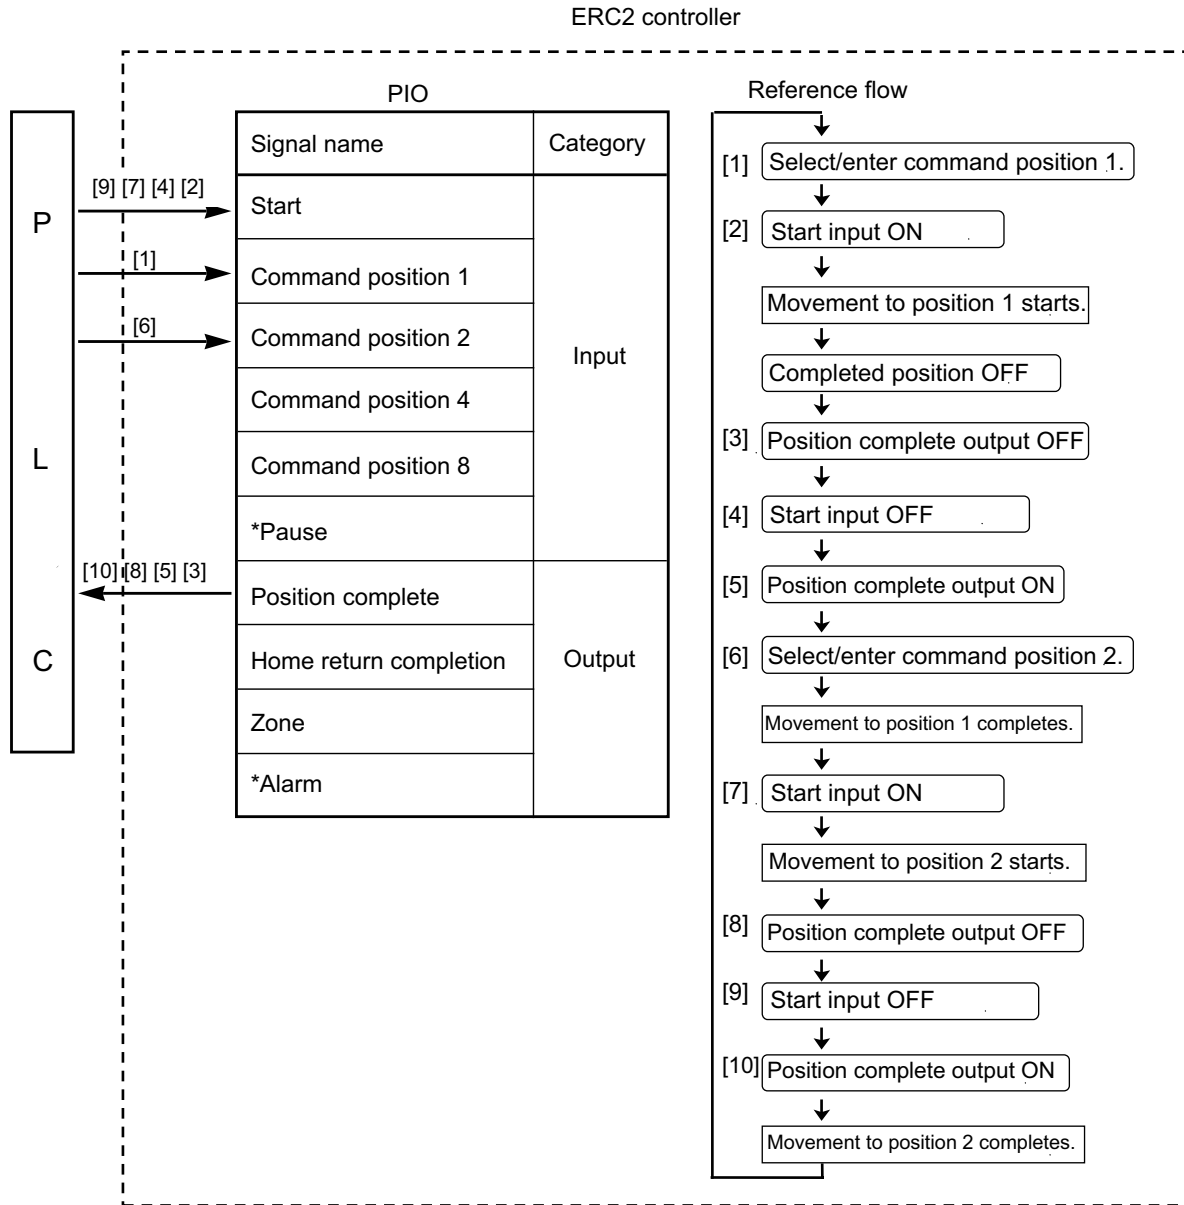 ERC2 controller
PIO
Signal name
Category
[9] [7] [4] [2]
Start
[1]
Command position 1
[6]
Command position 2
Command position 4
Command position 8
*Pause
Input
[10] [8] [5] [3]
Position complete
Home return completion
Zone
*Alarm
Output
P
L
C
Reference flow
[1] Select/enter command position 1.
[2] Start input ON
Movement to position 1 starts.
Completed position OFF
[3] Position complete output OFF
[4] Start input OFF
[5] Position complete output ON
[6] Select/enter command position 2.
Movement to position 1 completes.
[7] Start input ON
Movement to position 2 starts.
[8] Position complete output OFF
[9] Start input OFF
[10] Position complete output ON
Movement to position 2 completes.